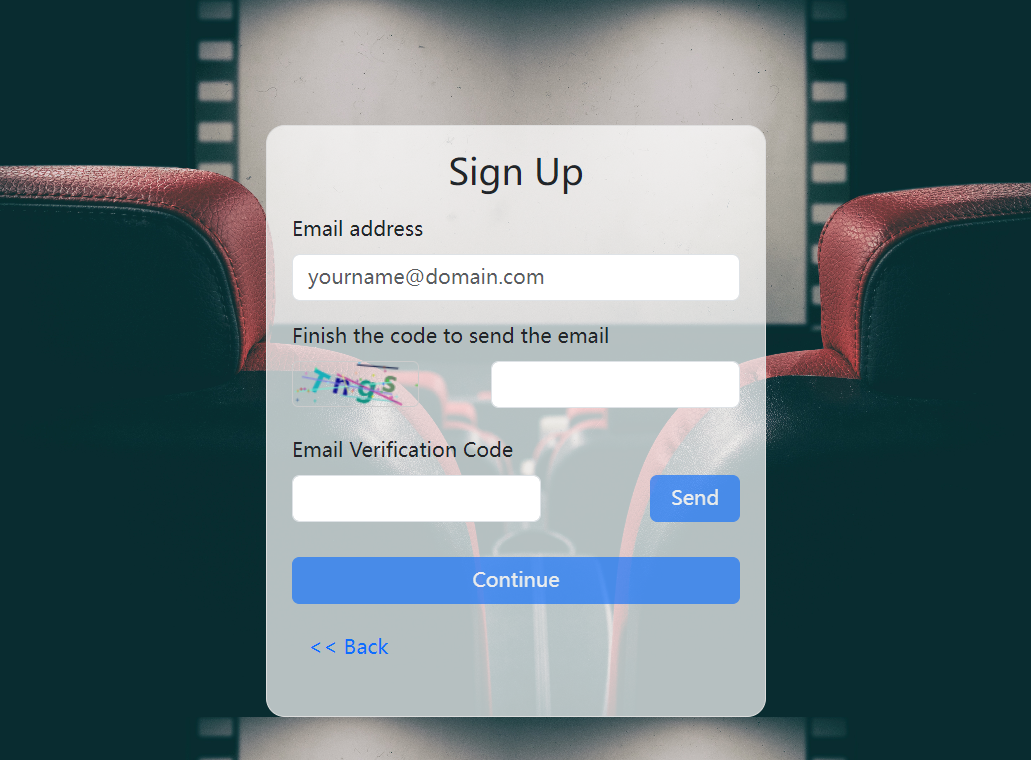 Sign Up
Email address
yourname@domain.com
Finish the code to send the email
Tngs
Email Verification Code
Send
Continue
<< Back